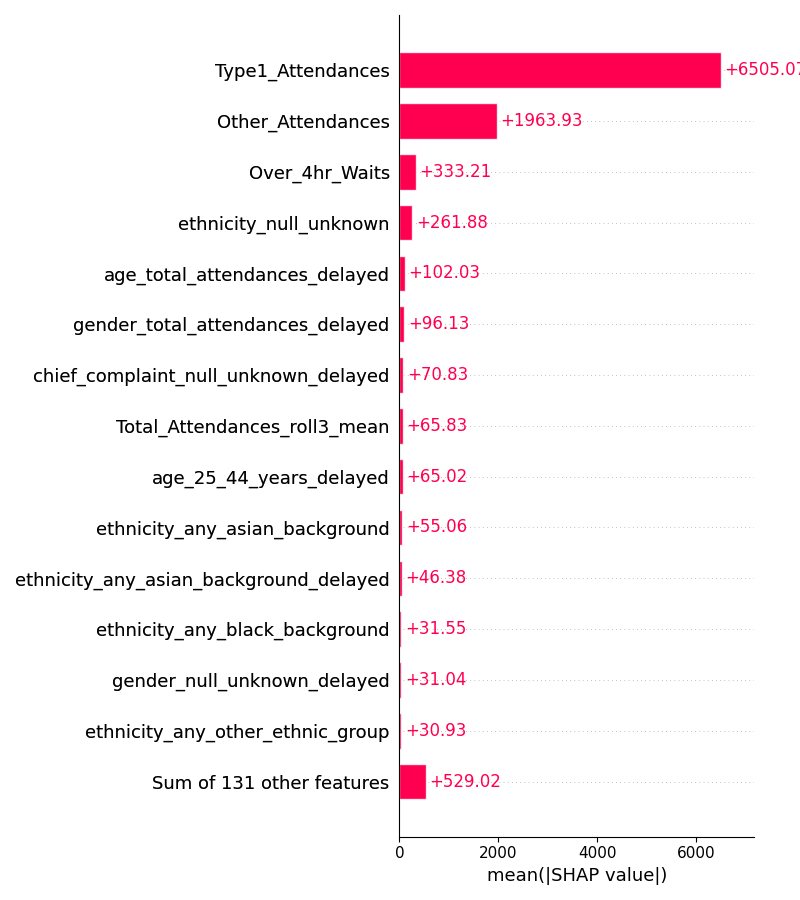 Type1_Attendances +6505.07
Other_Attendances +1963.93
Over_4hr_Waits +333.21
ethnicity_null_unknown +261.88
age_total_attendances_delayed +102.03
gender_total_attendances_delayed +96.13
chief_complaint_null_unknown_delayed +70.83
Total_Attendances_roll3_mean +65.83
age_25_44_years_delayed +65.02
ethnicity_any_asian_background +55.06
ethnicity_any_asian_background_delayed +46.38
ethnicity_any_black_background +31.55
gender_null_unknown_delayed +31.04
ethnicity_any_other_ethnic_group +30.93
Sum of 131 other features +529.02
0 2000 4000 6000
mean(|SHAP value|)